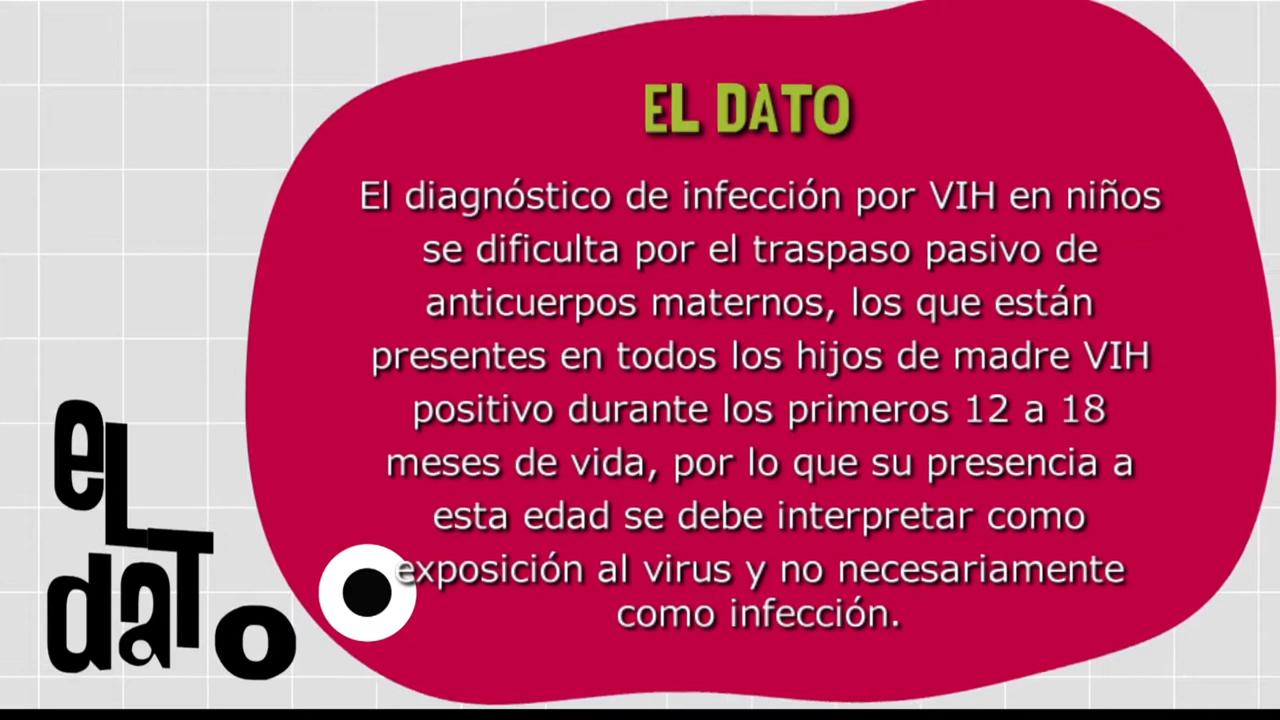 EL DATO
El diagnóstico de infección por VIH en niños
se dificulta por el traspaso pasivo de
anticuerpos maternos, los que están
presentes en todos los hijos de madre VIH
positivo durante los primeros 12 a 18
meses de vida, por lo que su presencia a
esta edad se debe interpretar como
exposición al virus y no necesariamente
como infección.
eL
daTo